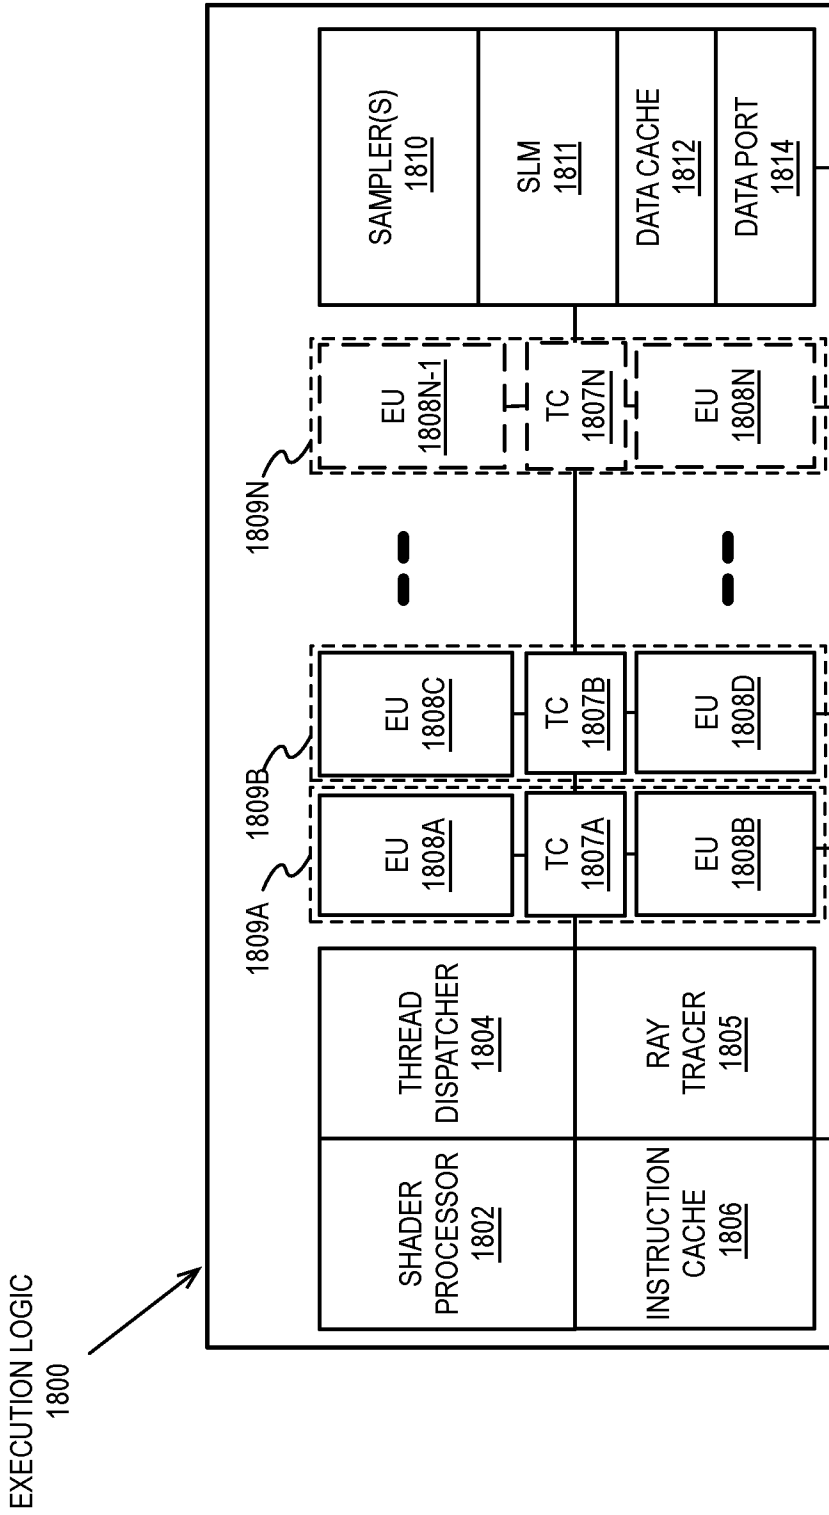 EXECUTION LOGIC
1800
SHADER
PROCESSOR
1802
THREAD
DISPATCHER
1804
INSTRUCTION
CACHE
1806
RAY
TRACER
1805
1809A
EU
1808A
TC
1807A
EU
1808B
1809B
EU
1808C
TC
1807B
EU
1808D
1809N
EU
1808N-1
TC
1807N
EU
1808N
SAMPLER(S)
1810
SLM
1811
DATA CACHE
1812
DATA PORT
1814